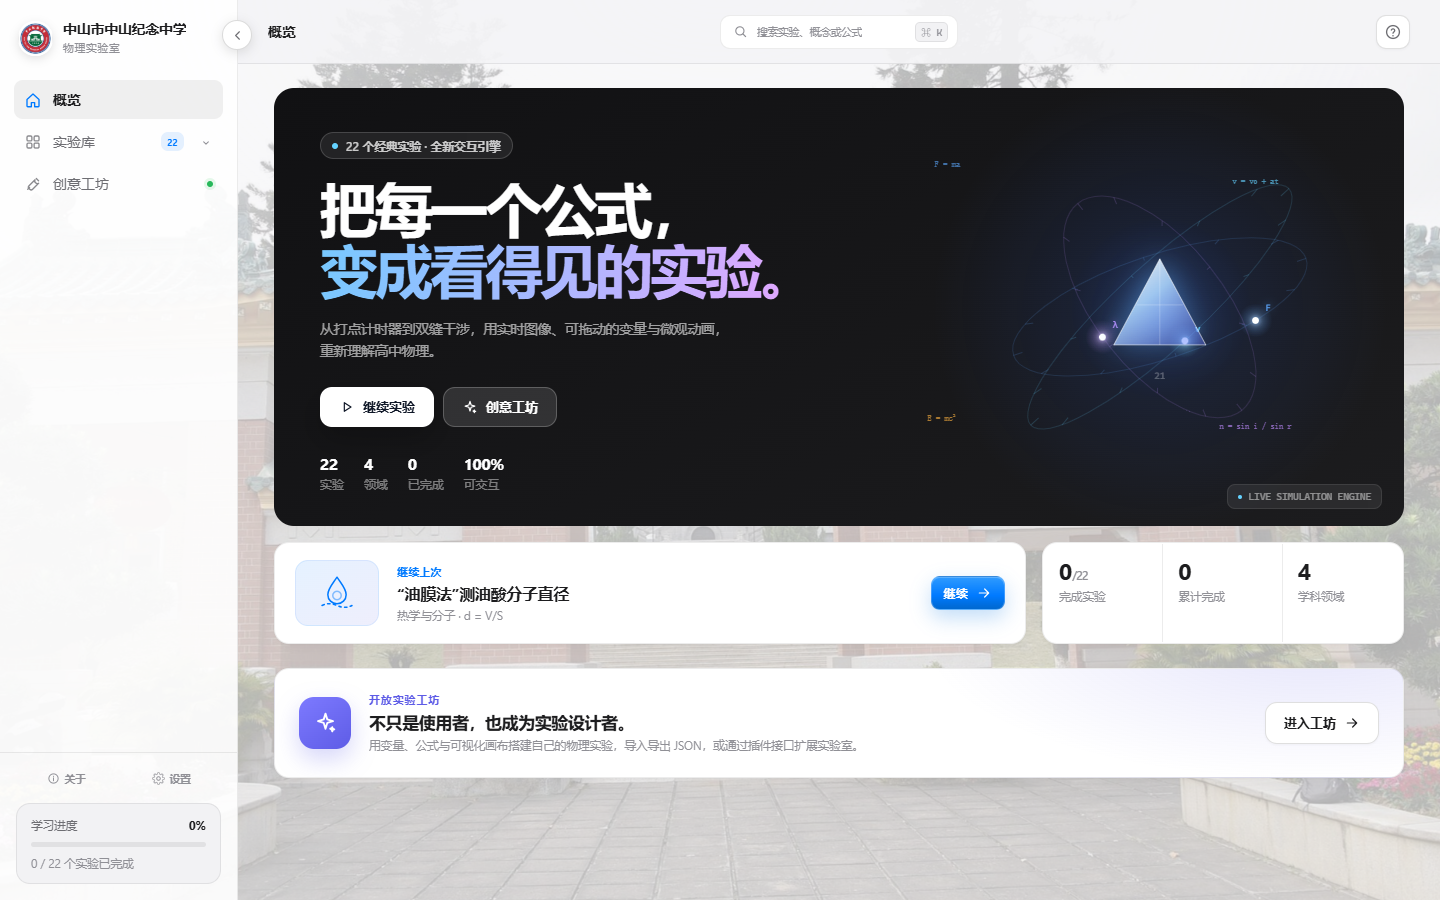 中山市中山纪念中学
物理实验室
概览
实验库
22
创意工坊
关于
设置
学习进度
0%
0 / 22 个实验已完成
概览
搜索实验、概念或公式
⌘ K
22 个经典实验 · 全新交互引擎
把每一个公式，
变成看得见的实验。
从打点计时器到双缝干涉，用实时图像、可拖动的变量与微观动画，
重新理解高中物理。
继续实验
创意工坊
22
实验
4
领域
0
已完成
100%
可交互
F = ma
v = v₀ + at
λ
F
21
E = mc²
n = sin i / sin r
LIVE SIMULATION ENGINE
继续上次
“油膜法”测油酸分子直径
热学与分子 · d = V/S
继续
0/22
完成实验
0
累计完成
4
学科领域
开放实验工坊
不只是使用者，也成为实验设计者。
用变量、公式与可视化画布搭建自己的物理实验，导入导出 JSON，或通过插件接口扩展实验室。
进入工坊